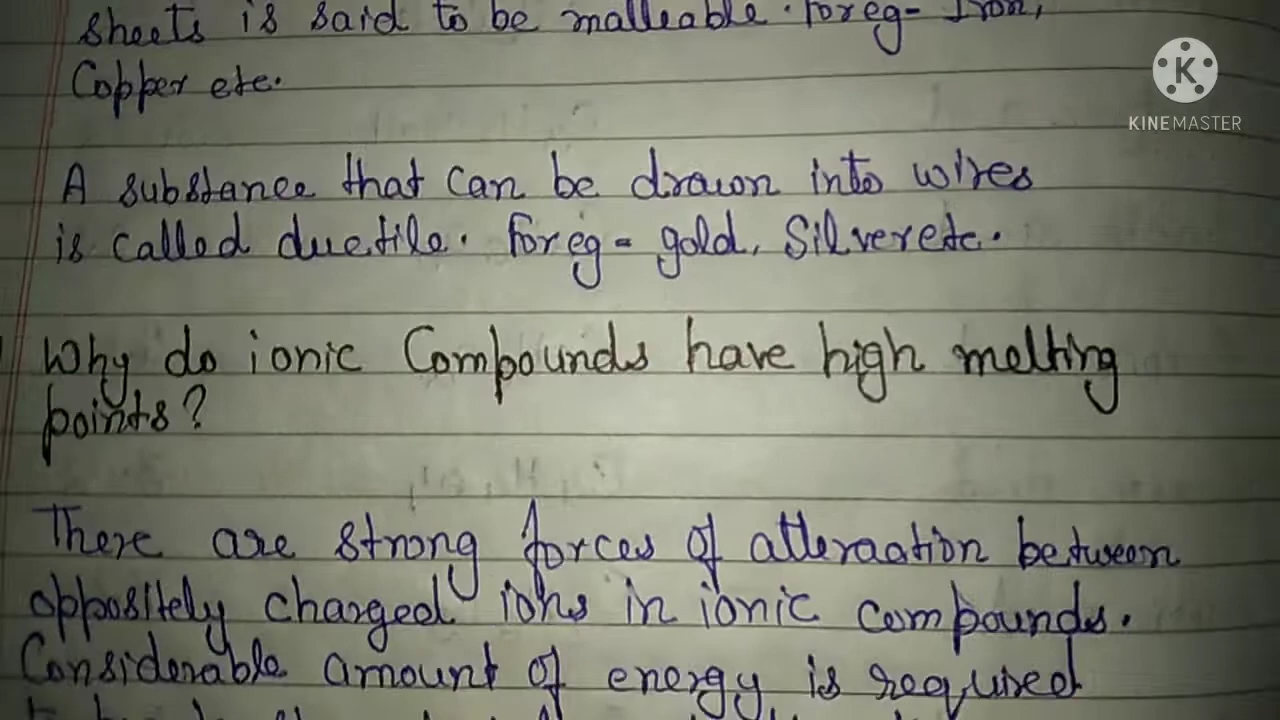 sheets is said to be malleable. For eg- Iron,
Copper etc.
A substance that can be drawn into wires
is called ductile. For eg = gold, Silver etc.
Why do ionic Compounds have high melting
points?
There are strong forces of atteraction between
oppositely charged ions in ionic compounds.
Considerable amount of energy is required
K
KINEMASTER